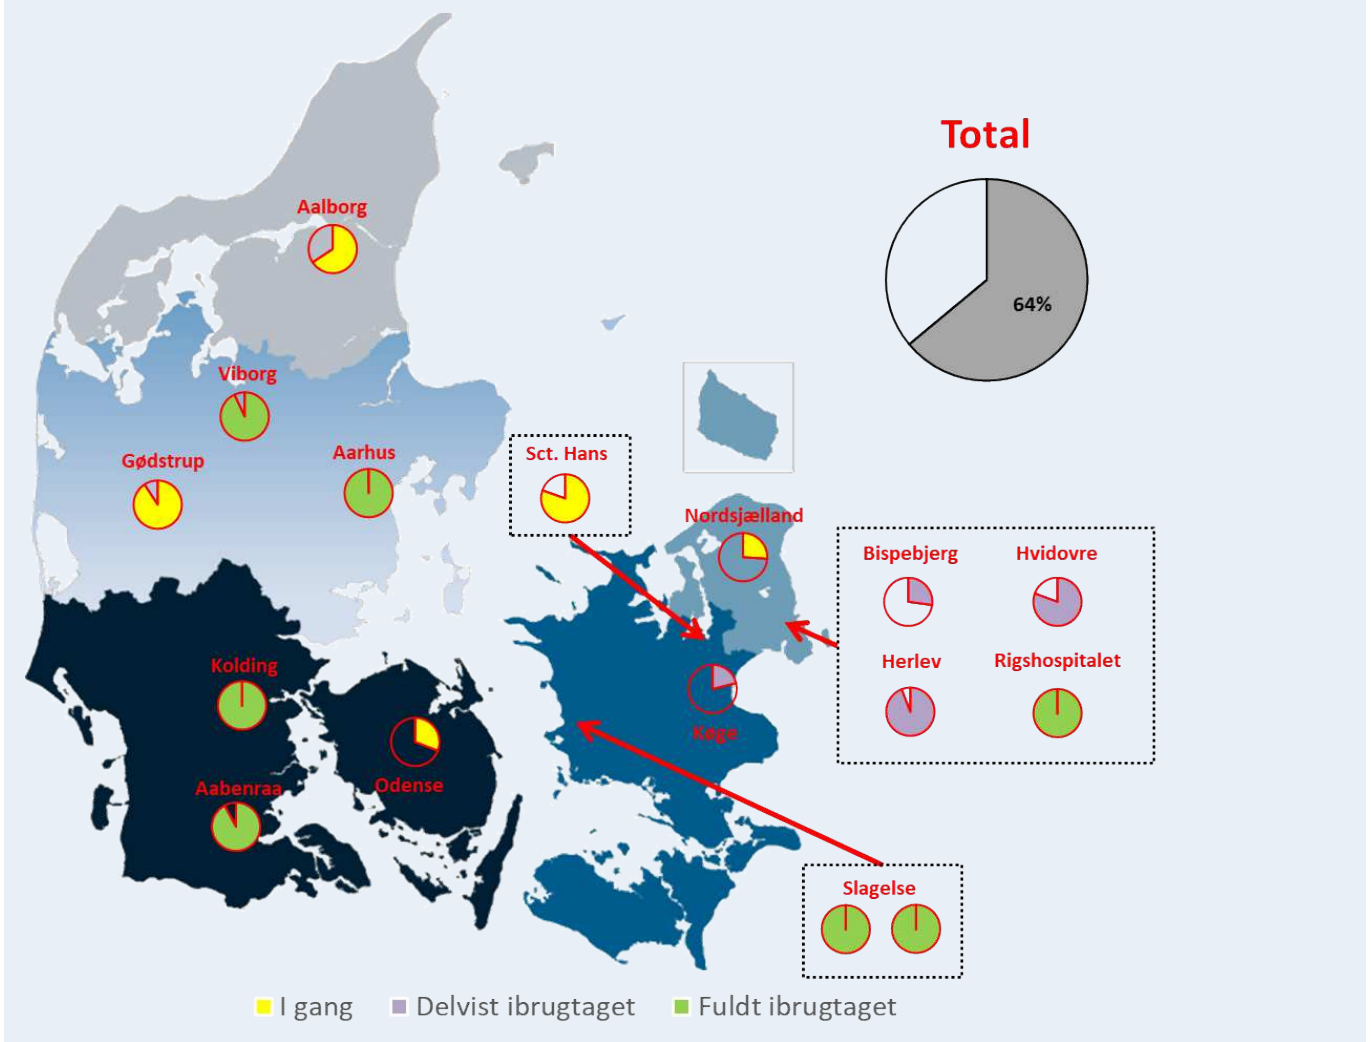 Total
64%
Aalborg
Viborg
Aarhus
Gødstrup
Sct. Hans
Nordsjælland
Bispebjerg
Hvidovre
Herlev
Rigshospitalet
Kolding
Køge
Odense
Aabenraa
Slagelse
I gang
Delvist ibrugtaget
Fuldt ibrugtaget